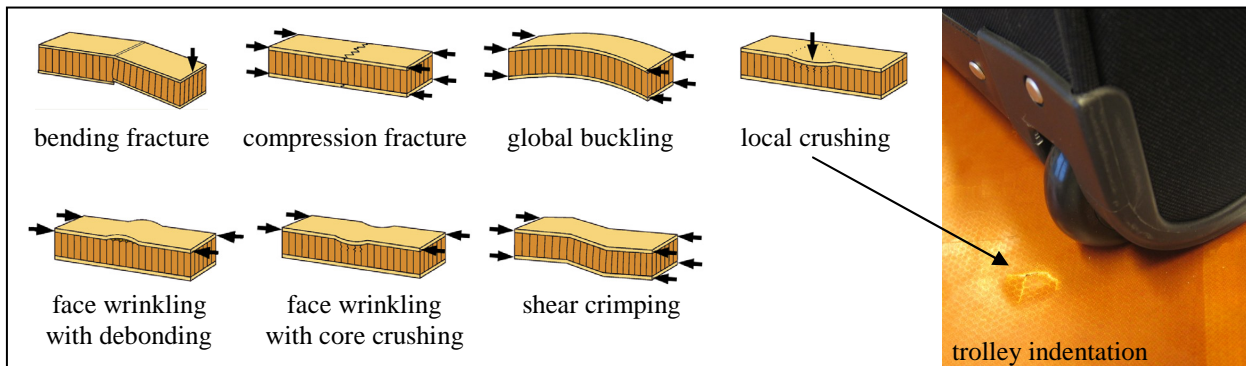 bending fracture
compression fracture
global buckling
local crushing
face wrinkling
with debonding
face wrinkling
with core crushing
shear crimping
trolley indentation